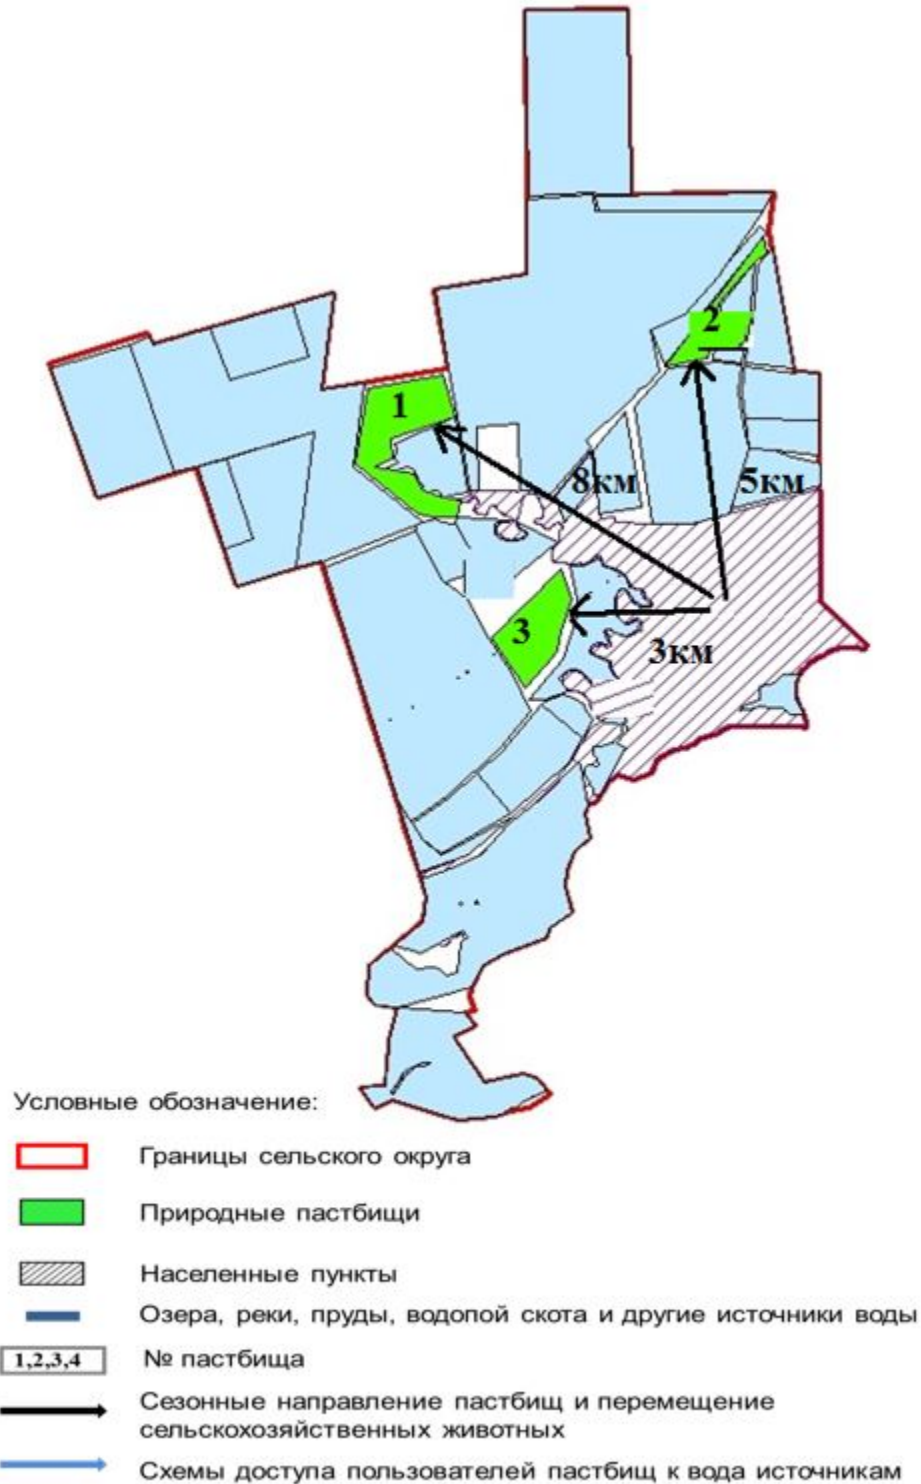 2
1
8км
5км
3
3км
Условные обозначение:
Границы сельского округа
Природные пастбищи
Населенные пункты
Озера, реки, пруды, водопой скота и другие источники воды
1,2,3,4
№ пастбища
Сезонные направление пастбищ и перемещение
сельскохозяйственных животных
Схемы доступа пользователей пастбищ к вода источникам